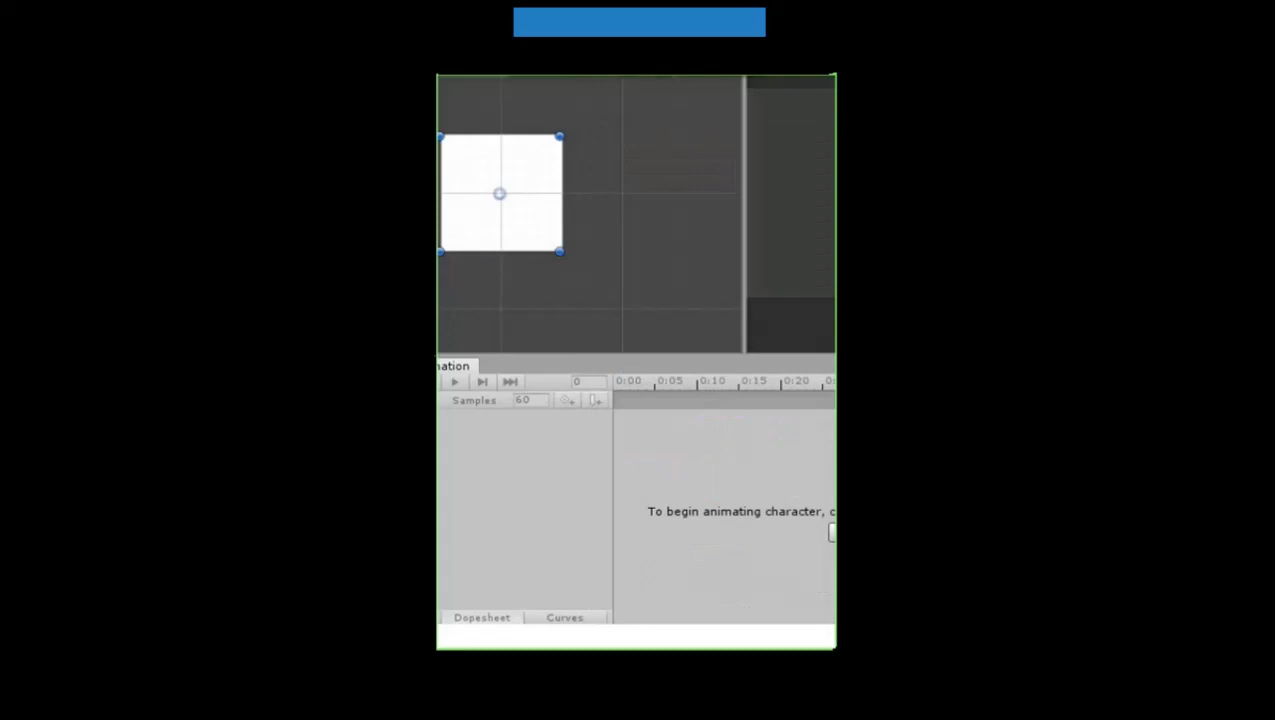 nation
0 0:00 0:05 0:10 0:15 0:20 0:
Samples 60
To begin animating character, c
Dopesheet Curves